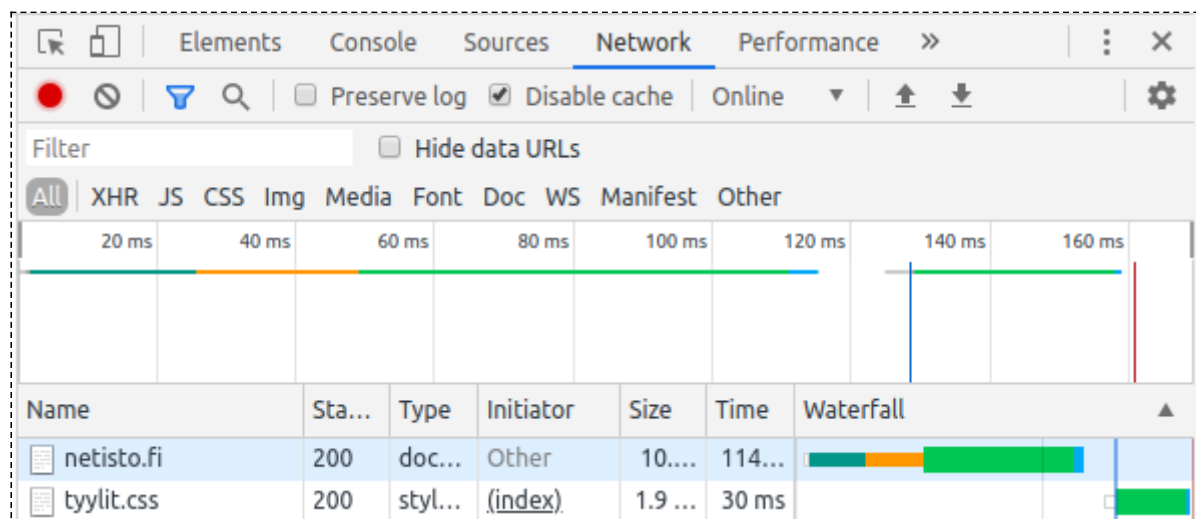 Elements Console Sources Network Performance »
Preserve log Disable cache Online
Filter Hide data URLs
All XHR JS CSS Img Media Font Doc WS Manifest Other
20 ms 40 ms 60 ms 80 ms 100 ms 120 ms 140 ms 160 ms
Name Sta... Type Initiator Size Time Waterfall
netisto.fi 200 doc... Other 10.... 114...
tyylit.css 200 styl... (index) 1.9 ... 30 ms